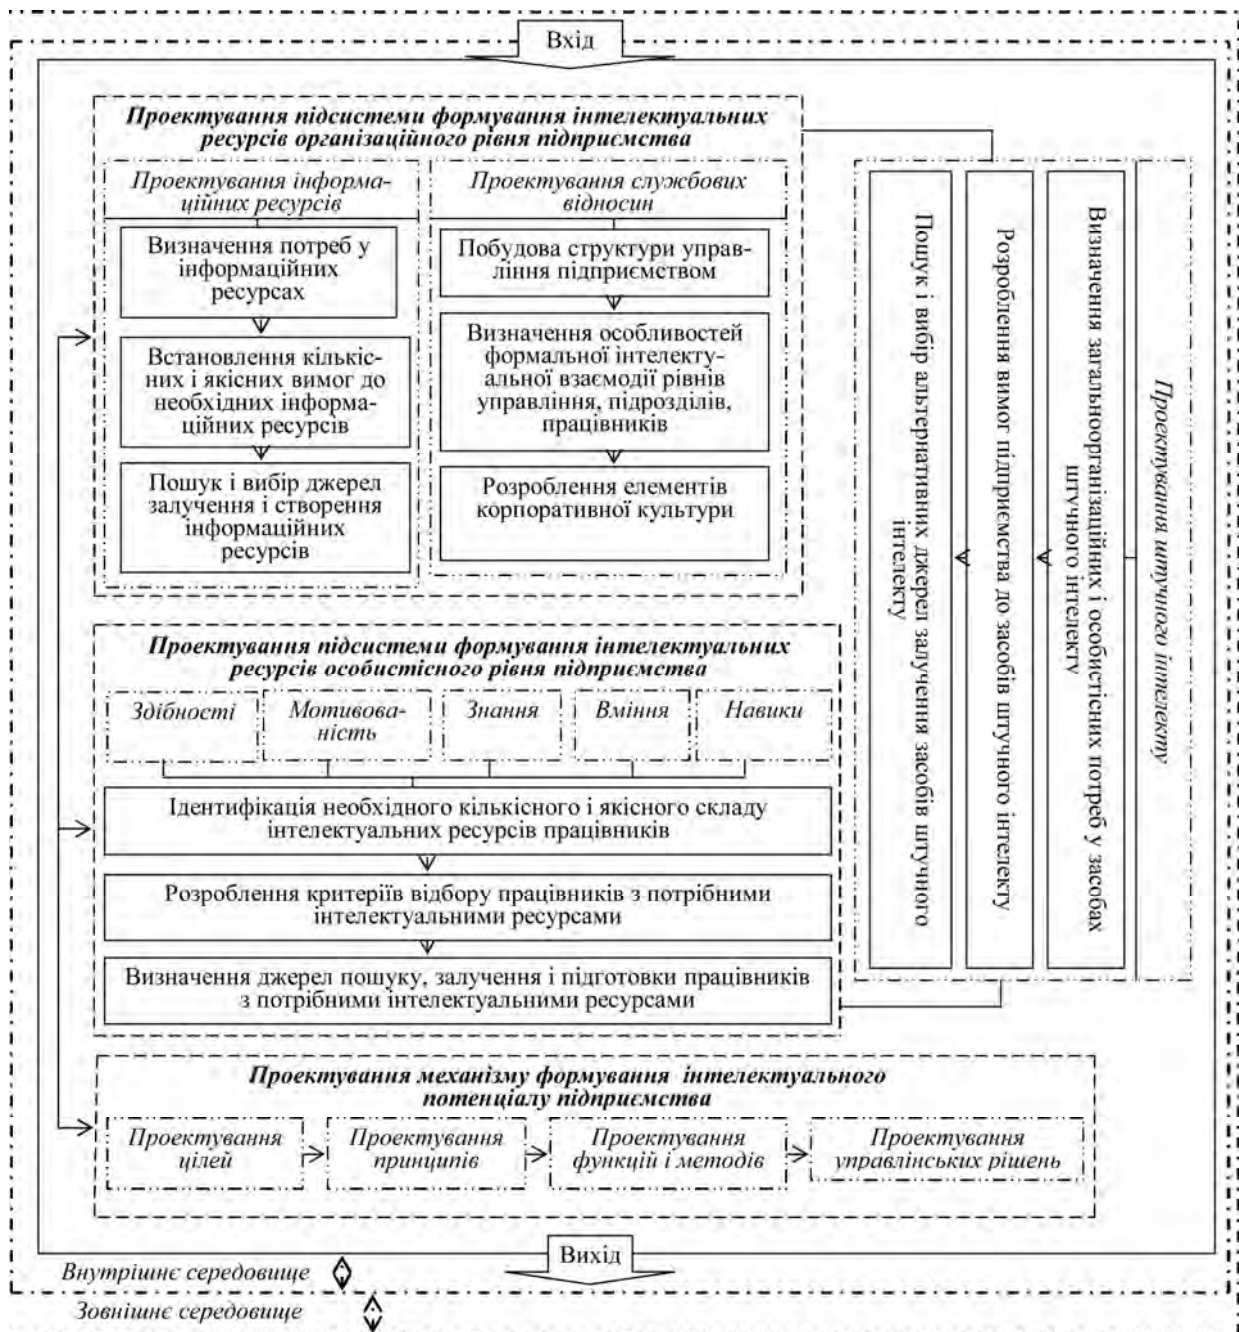 Вхід
Проектування підсистеми формування інтелектуальних
ресурсів організаційного рівня підприємства
Проектування інформа-
ційних ресурсів
Визначення потреб у
інформаційних
ресурсах
Встановлення кількіс-
них і якісних вимог до
необхідних інформа-
ційних ресурсів
Пошук і вибір джерел
залучення і створення
інформаційних
ресурсів
Проектування службових
відносин
Побудова структури управ-
ління підприємством
Визначення особливостей
формальної інтелекту-
альної взаємодії рівнів
управління, підрозділів,
працівників
Розроблення елементів
корпоративної культури
Проектування штучного інтелекту
Визначення загальноорганізаційних і особистісних потреб у засобах
штучного інтелекту
Розроблення вимог підприємства до засобів штучного інтелекту
Пошук і вибір альтернативних джерел залучення засобів штучного
інтелекту
Проектування підсистеми формування інтелектуальних
ресурсів особистісного рівня підприємства
Здібності
Мотивова-
ність
Знання
Вміння
Навики
Ідентифікація необхідного кількісного і якісного складу
інтелектуальних ресурсів працівників
Розроблення критеріїв відбору працівників з потрібними
інтелектуальними ресурсами
Визначення джерел пошуку, залучення і підготовки працівників
з потрібними інтелектуальними ресурсами
Проектування механізму формування інтелектуального
потенціалу підприємства
Проектування
цілей
Проектування
принципів
Проектування
функцій і методів
Проектування
управлінських рішень
Вихід
Внутрішнє середовище
Зовнішнє середовище